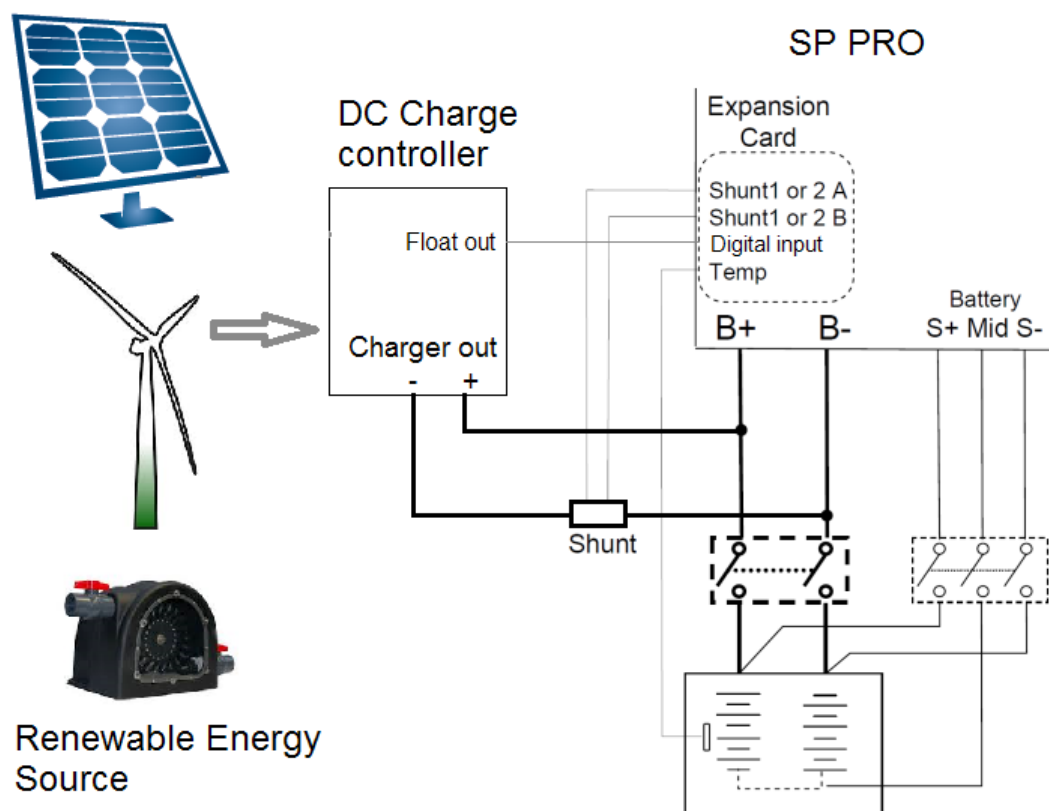 SP PRO
DC Charge
controller
Expansion
Card
Shunt1 or 2 A
Shunt1 or 2 B
Float out
Digital input
Temp
Battery
B+ B- S+ Mid S-
Charger out
- +
Shunt
Renewable Energy
Source